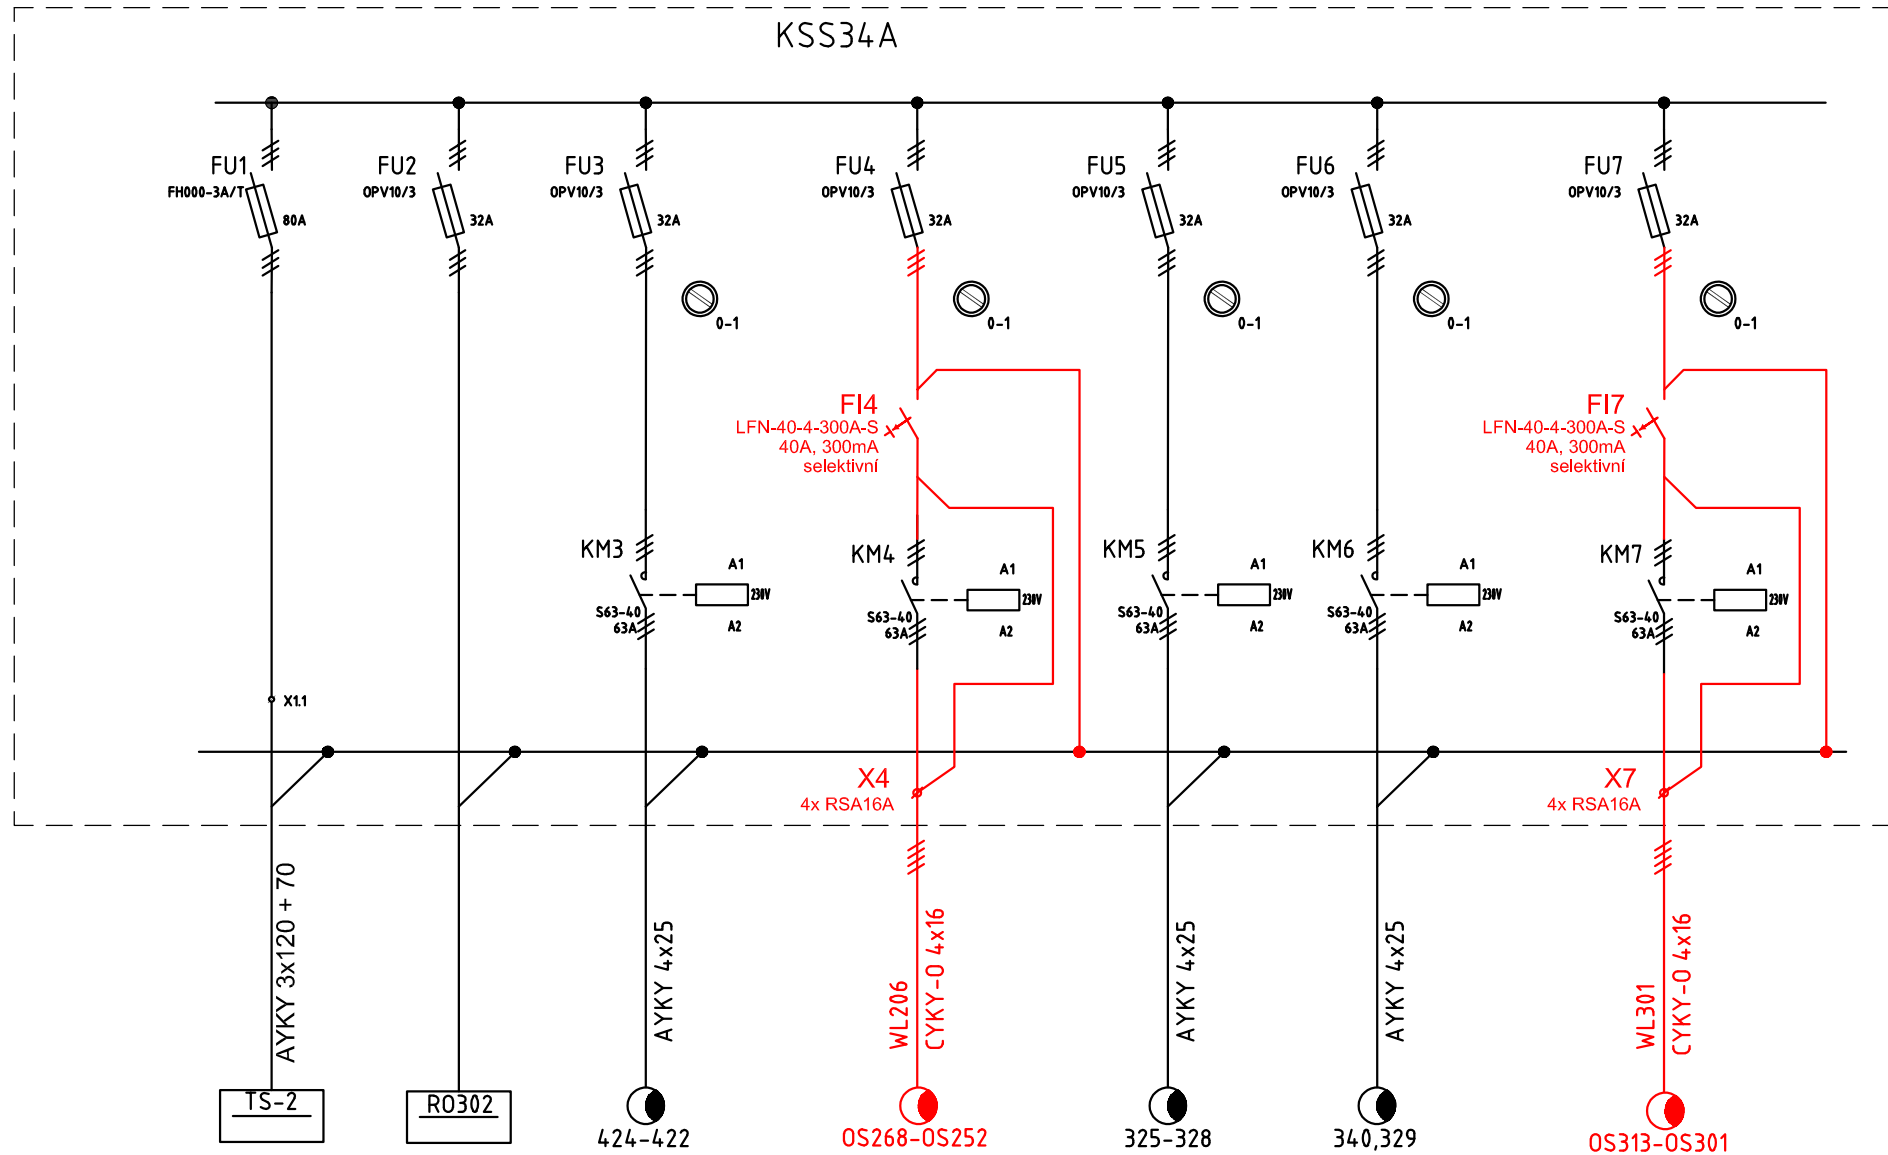 KSS34A
FU1
FH000-3A/T
80A
FU2
OPV10/3
32A
FU3
OPV10/3
32A
FU4
OPV10/3
32A
FU5
OPV10/3
32A
FU6
OPV10/3
32A
FU7
OPV10/3
32A
0-1
0-1
0-1
0-1
0-1
FI4
LFN-40-4-300A-S
40A, 300mA
selektivní
FI7
LFN-40-4-300A-S
40A, 300mA
selektivní
KM3
A1
230V
S63-40
63A
A2
KM4
A1
230V
S63-40
63A
A2
KM5
A1
230V
S63-40
63A
A2
KM6
A1
230V
S63-40
63A
A2
KM7
A1
230V
S63-40
63A
A2
X1.1
X4
4x RSA16A
X7
4x RSA16A
AYKY 3x120 + 70
AYKY 4x25
WL206
CYKY-O 4x16
AYKY 4x25
AYKY 4x25
WL301
CYKY-O 4x16
TS-2
RO302
424-422
OS268-OS252
325-328
340,329
OS313-OS301